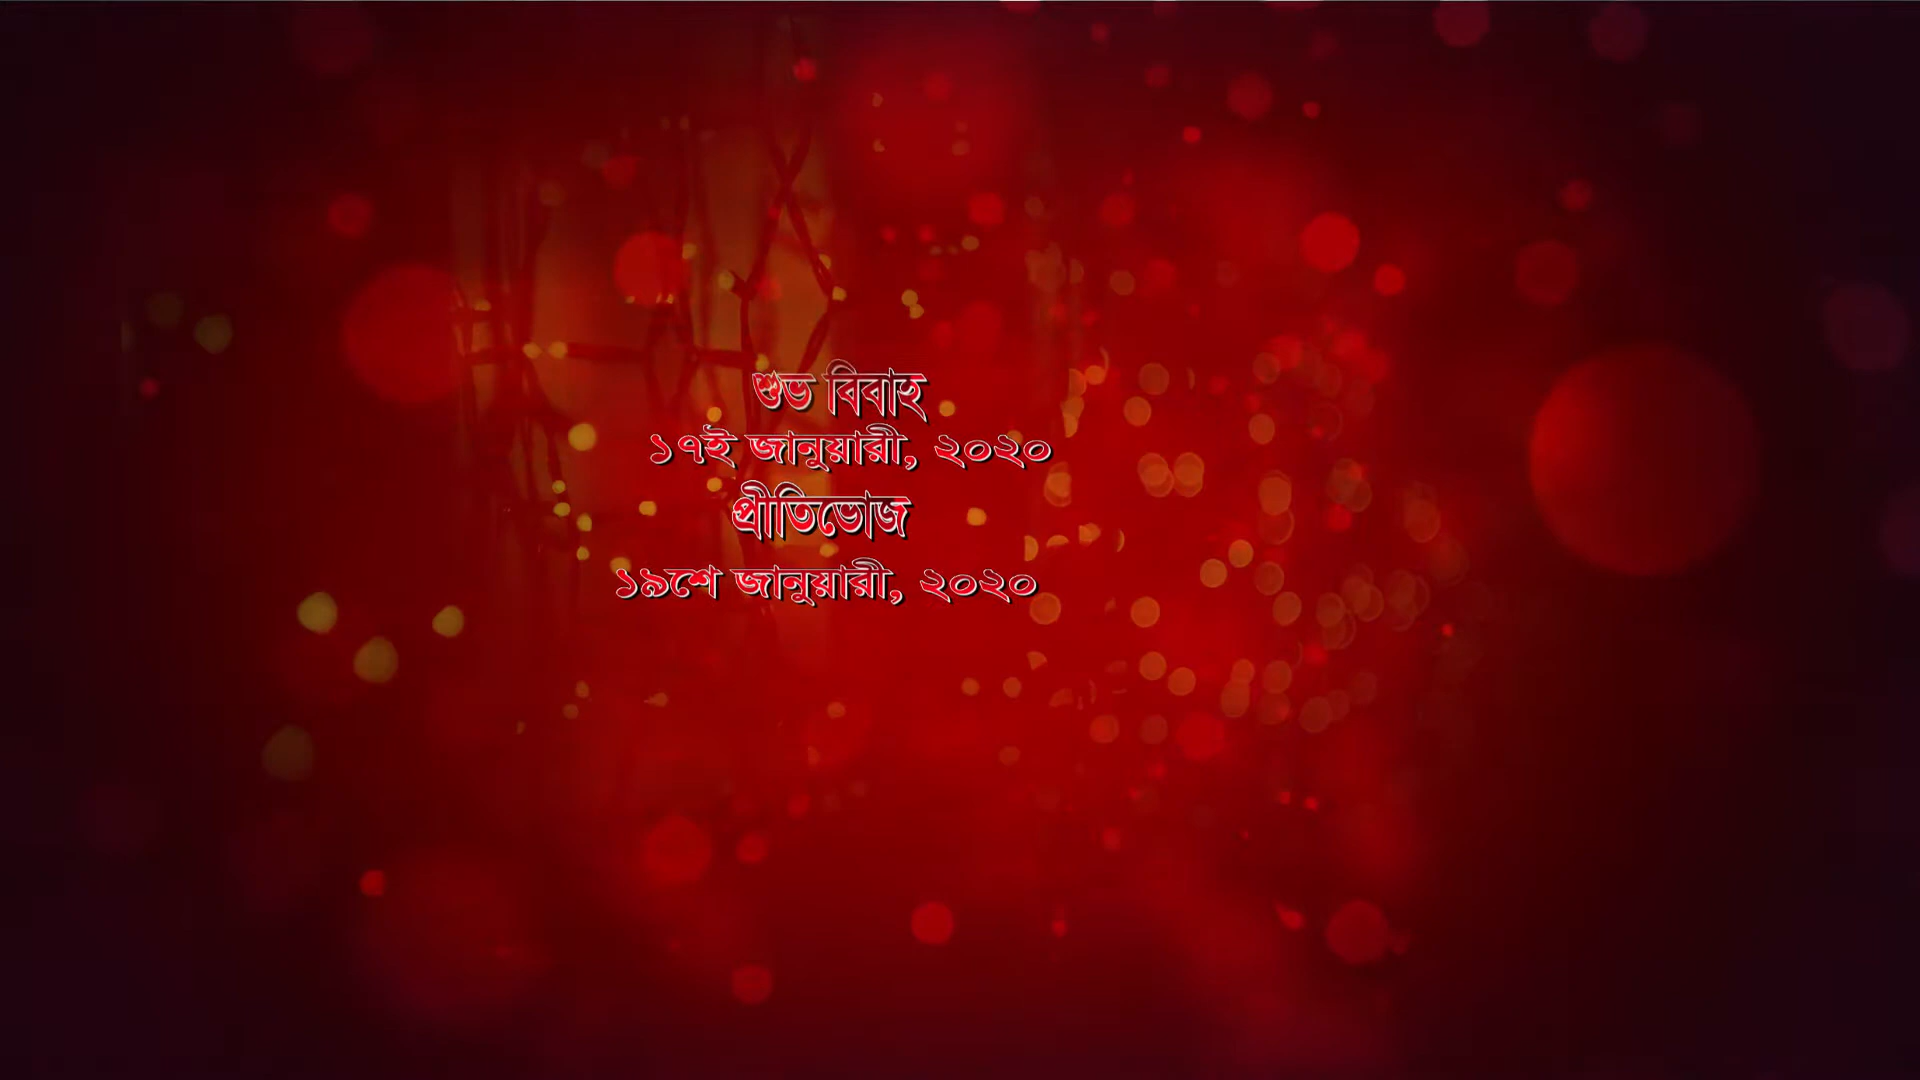 শুভ বিবাহ
১৭ই জানুয়ারী, ২০২০
প্রীতিভোজ
১৯শে জানুয়ারী, ২০২০